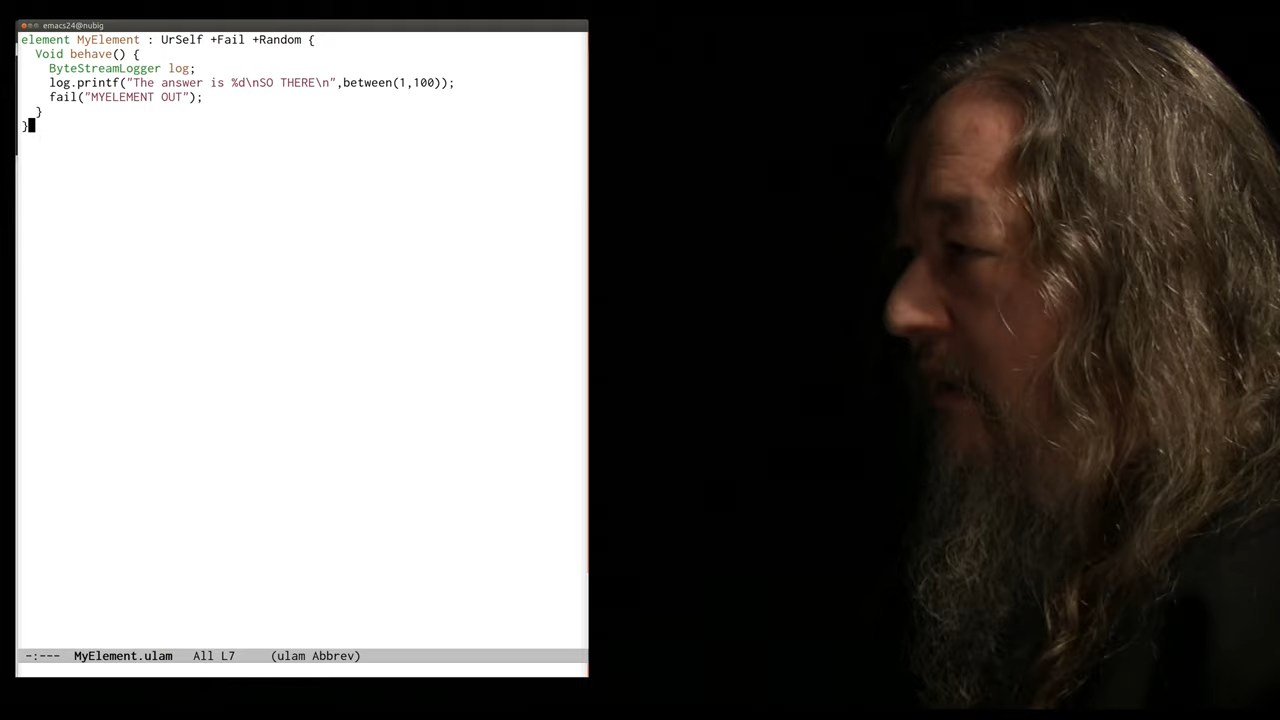 emacs24@nubig
element MyElement : UrSelf +Fail +Random {
  Void behave() {
    ByteStreamLogger log;
    log.printf("The answer is %d\nSO THERE\n",between(1,100));
    fail("MYELEMENT OUT");
  }
}
-:--- MyElement.ulam All L7 (ulam Abbrev)